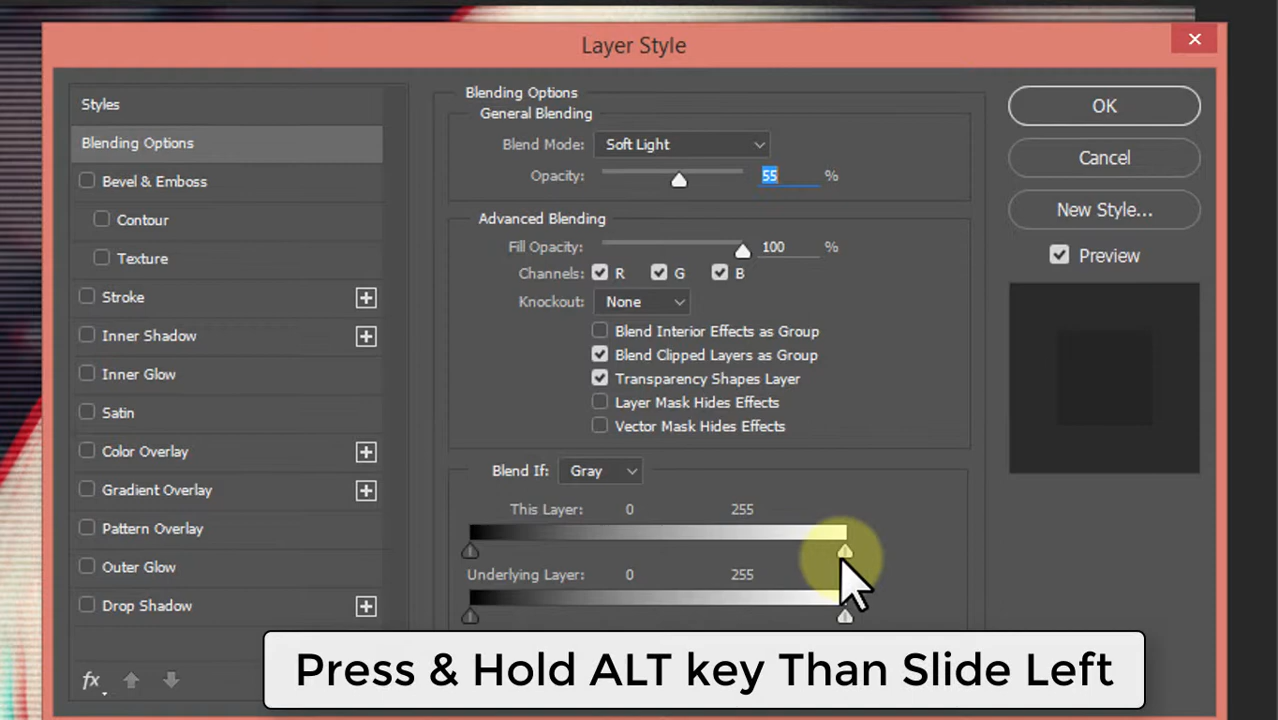 Layer Style
Styles
Blending Options
Bevel & Emboss
Contour
Texture
Stroke
Inner Shadow
Inner Glow
Satin
Color Overlay
Gradient Overlay
Pattern Overlay
Outer Glow
Drop Shadow
fx
Blending Options
General Blending
Blend Mode: Soft Light
Opacity: 55 %
Advanced Blending
Fill Opacity: 100 %
Channels: R G B
Knockout: None
Blend Interior Effects as Group
Blend Clipped Layers as Group
Transparency Shapes Layer
Layer Mask Hides Effects
Vector Mask Hides Effects
Blend If: Gray
This Layer: 0 255
Underlying Layer: 0 255
OK
Cancel
New Style...
Preview
Press & Hold ALT key Than Slide Left